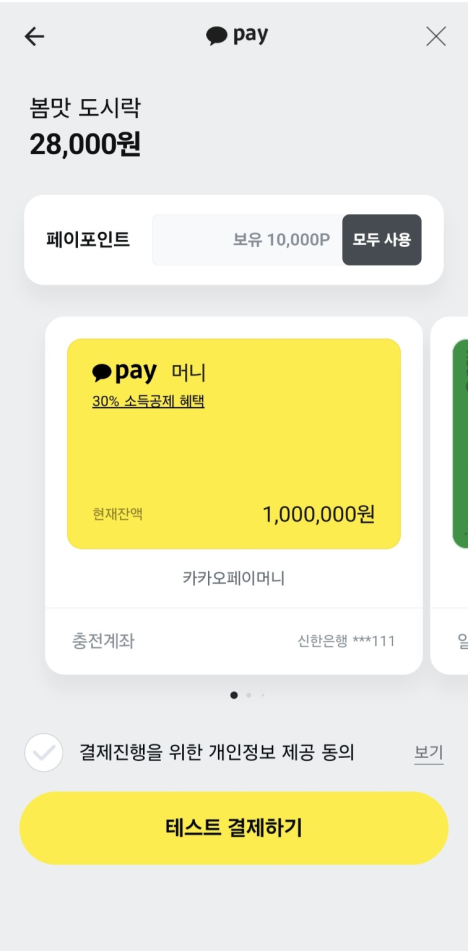 pay
봄맛 도시락
28,000원
페이포인트 보유 10,000P 모두 사용
pay 머니
30% 소득공제 혜택
현재잔액 1,000,000원
카카오페이머니
충전계좌 신한은행 ***111
결제진행을 위한 개인정보 제공 동의 보기
테스트 결제하기